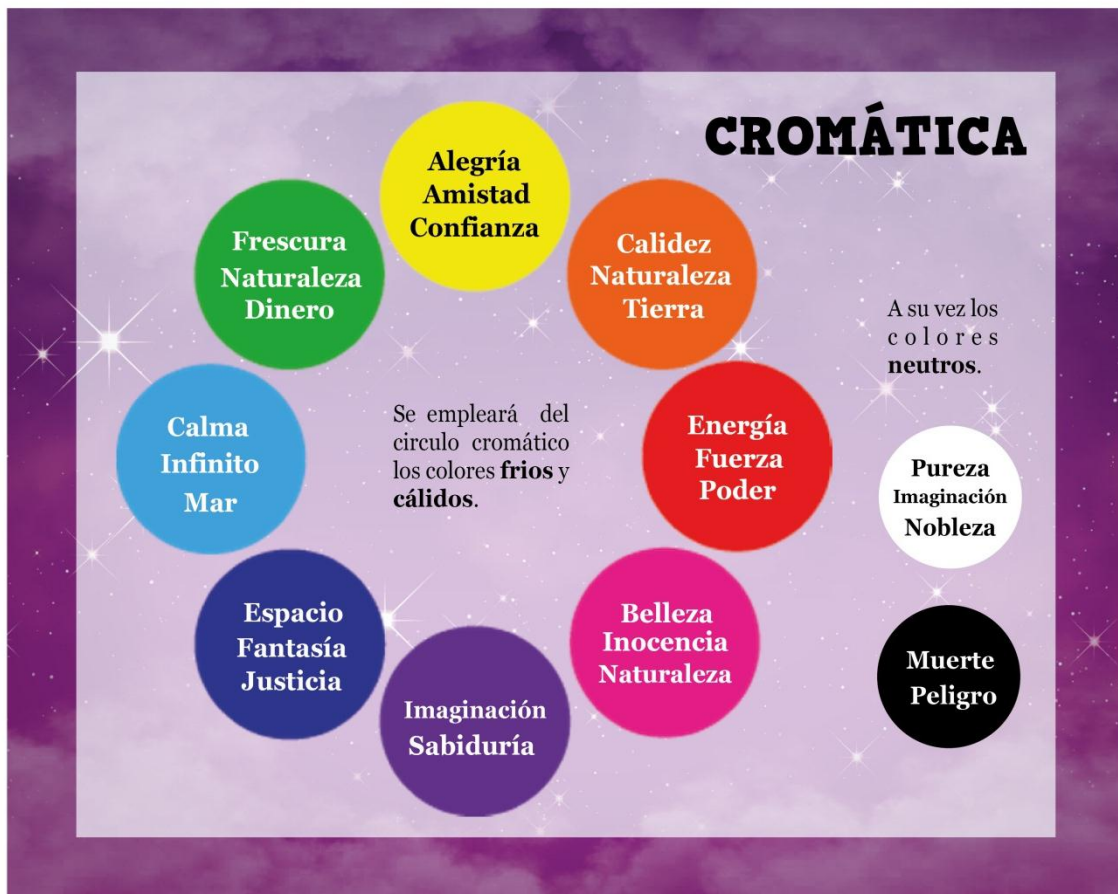 CROMÁTICA
Alegría
Amistad
Confianza
Frescura
Naturaleza
Dinero
Calidez
Naturaleza
Tierra
A su vez los
colores
neutros.
Se empleará del
circulo cromático
los colores frios y
cálidos.
Calma
Infinito
Mar
Energía
Fuerza
Poder
Pureza
Imaginación
Nobleza
Espacio
Fantasía
Justicia
Belleza
Inocencia
Naturaleza
Imaginación
Sabiduría
Muerte
Peligro